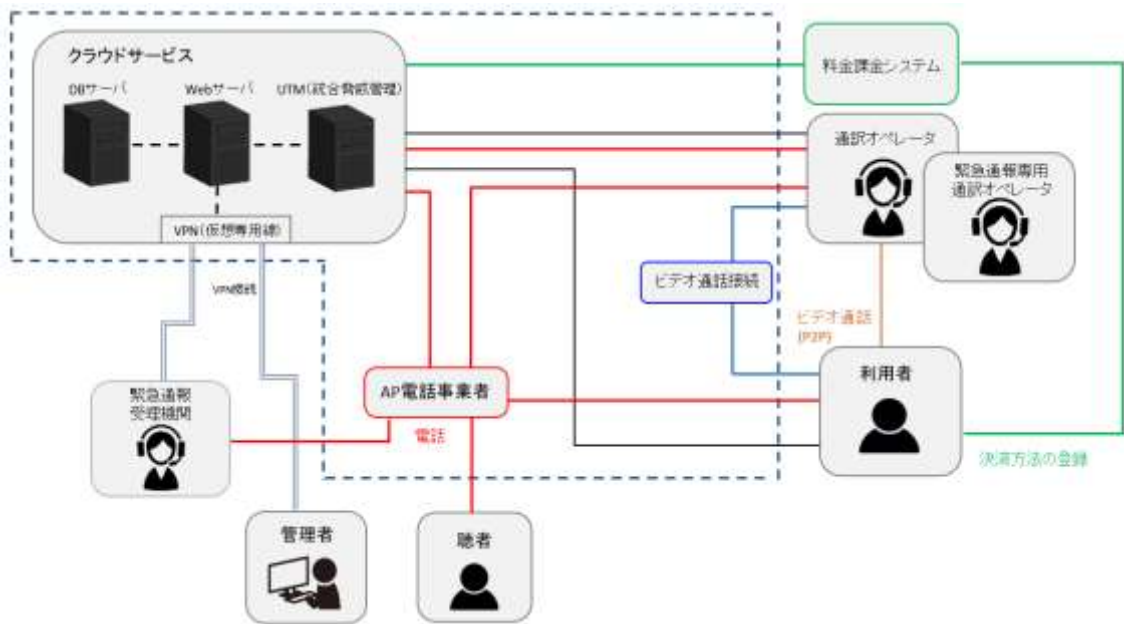 クラウドサービス
料金課金システム
DBサーバ
Webサーバ
UTM(統合脅威管理)
通訳オペレータ
緊急通報専用
通訳オペレータ
VPN(仮想専用線)
VPN接続
ビデオ通話接続
ビデオ通話
(P2P)
利用者
AP電話事業者
緊急通報
受理機関
電話
決済方法の登録
管理者
聴者